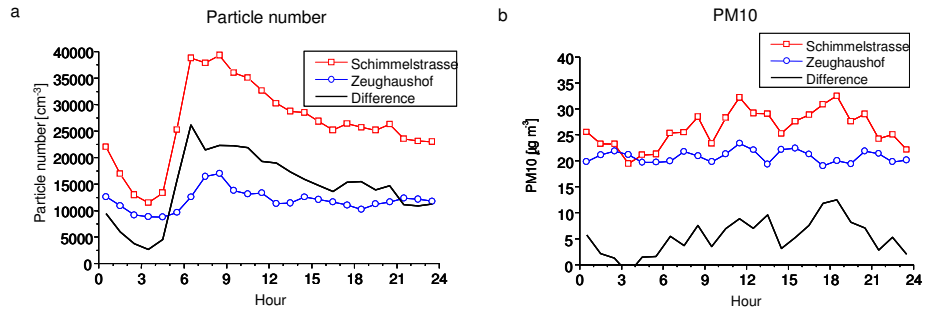 a
Particle number
Particle number [cm-3]
40000
35000
30000
25000
20000
15000
10000
5000
0
Schimmelstrasse
Zeughaushof
Difference
0 3 6 9 12 15 18 21 24
Hour
b
PM10
PM10 [µg m-3]
40
35
30
25
20
15
10
5
0
Schimmelstrasse
Zeughaushof
Difference
0 3 6 9 12 15 18 21 24
Hour